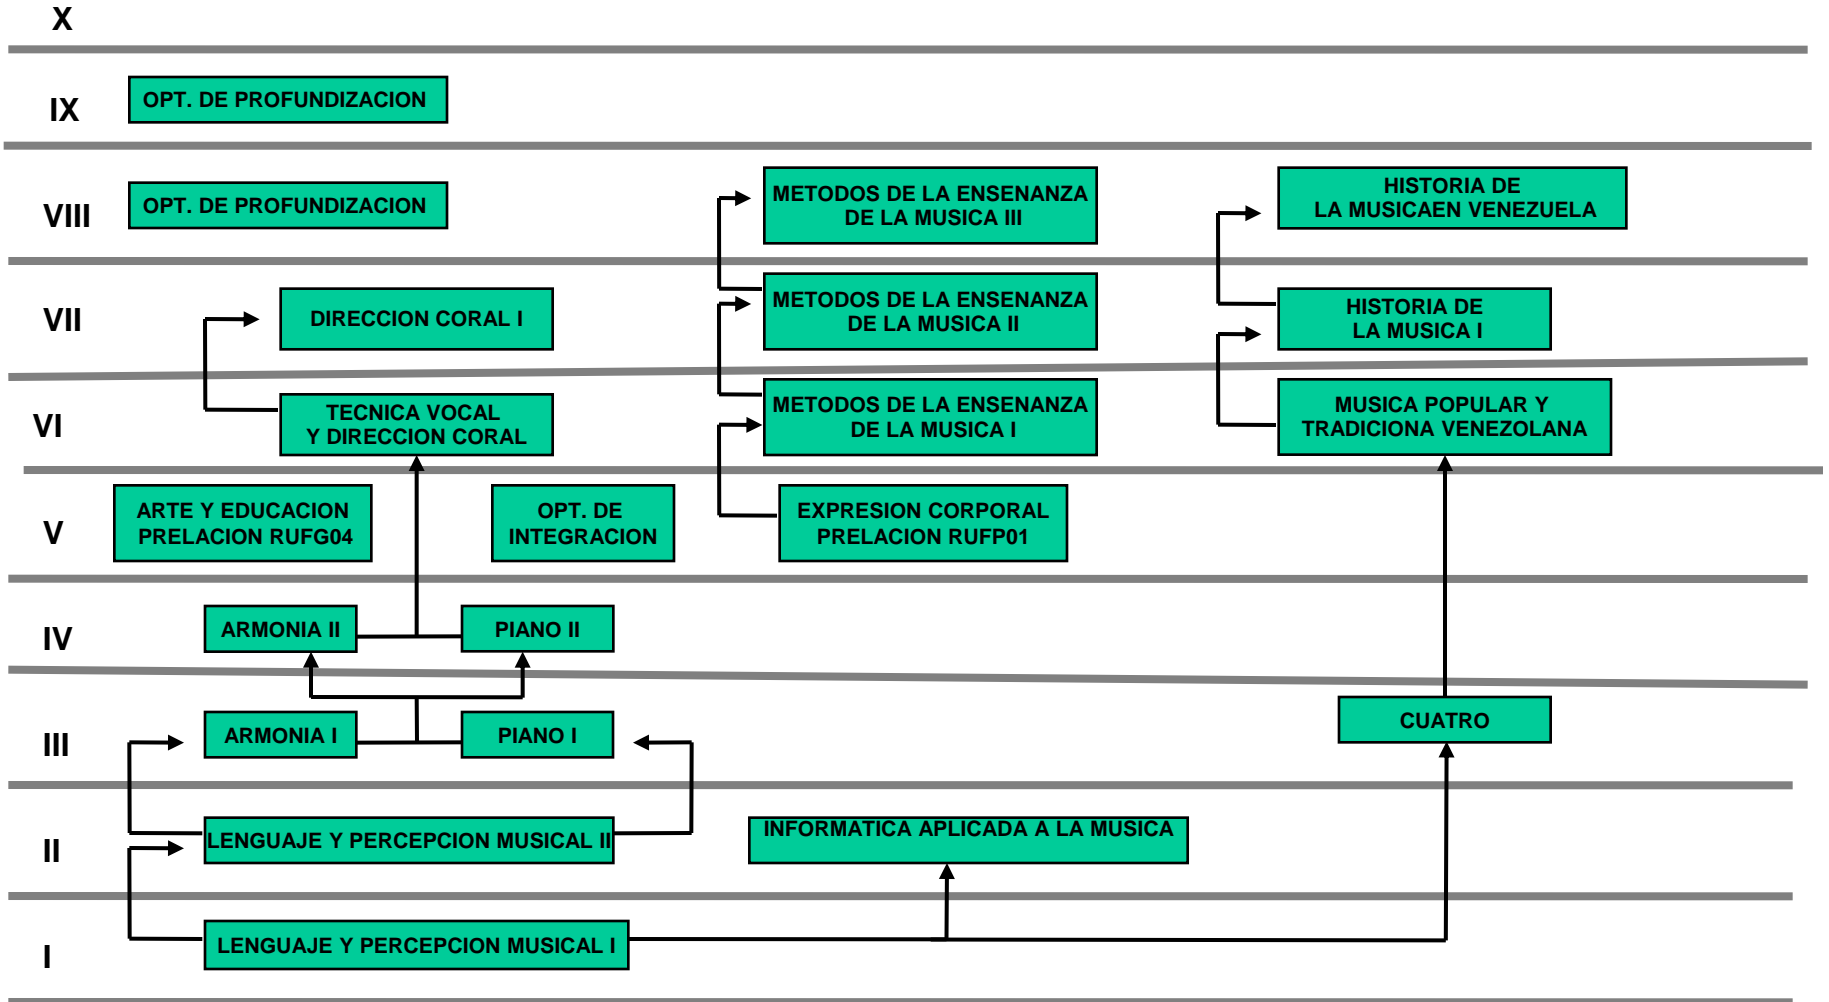 X
IX
OPT. DE PROFUNDIZACION
VIII
OPT. DE PROFUNDIZACION
METODOS DE LA ENSENANZA
DE LA MUSICA III
HISTORIA DE
LA MUSICAEN VENEZUELA
VII
DIRECCION CORAL I
METODOS DE LA ENSENANZA
DE LA MUSICA II
HISTORIA DE
LA MUSICA I
VI
TECNICA VOCAL
Y DIRECCION CORAL
METODOS DE LA ENSENANZA
DE LA MUSICA I
MUSICA POPULAR Y
TRADICIONA VENEZOLANA
V
ARTE Y EDUCACION
PRELACION RUFG04
OPT. DE
INTEGRACION
EXPRESION CORPORAL
PRELACION RUFP01
IV
ARMONIA II
PIANO II
III
ARMONIA I
PIANO I
CUATRO
II
LENGUAJE Y PERCEPCION MUSICAL II
INFORMATICA APLICADA A LA MUSICA
I
LENGUAJE Y PERCEPCION MUSICAL I